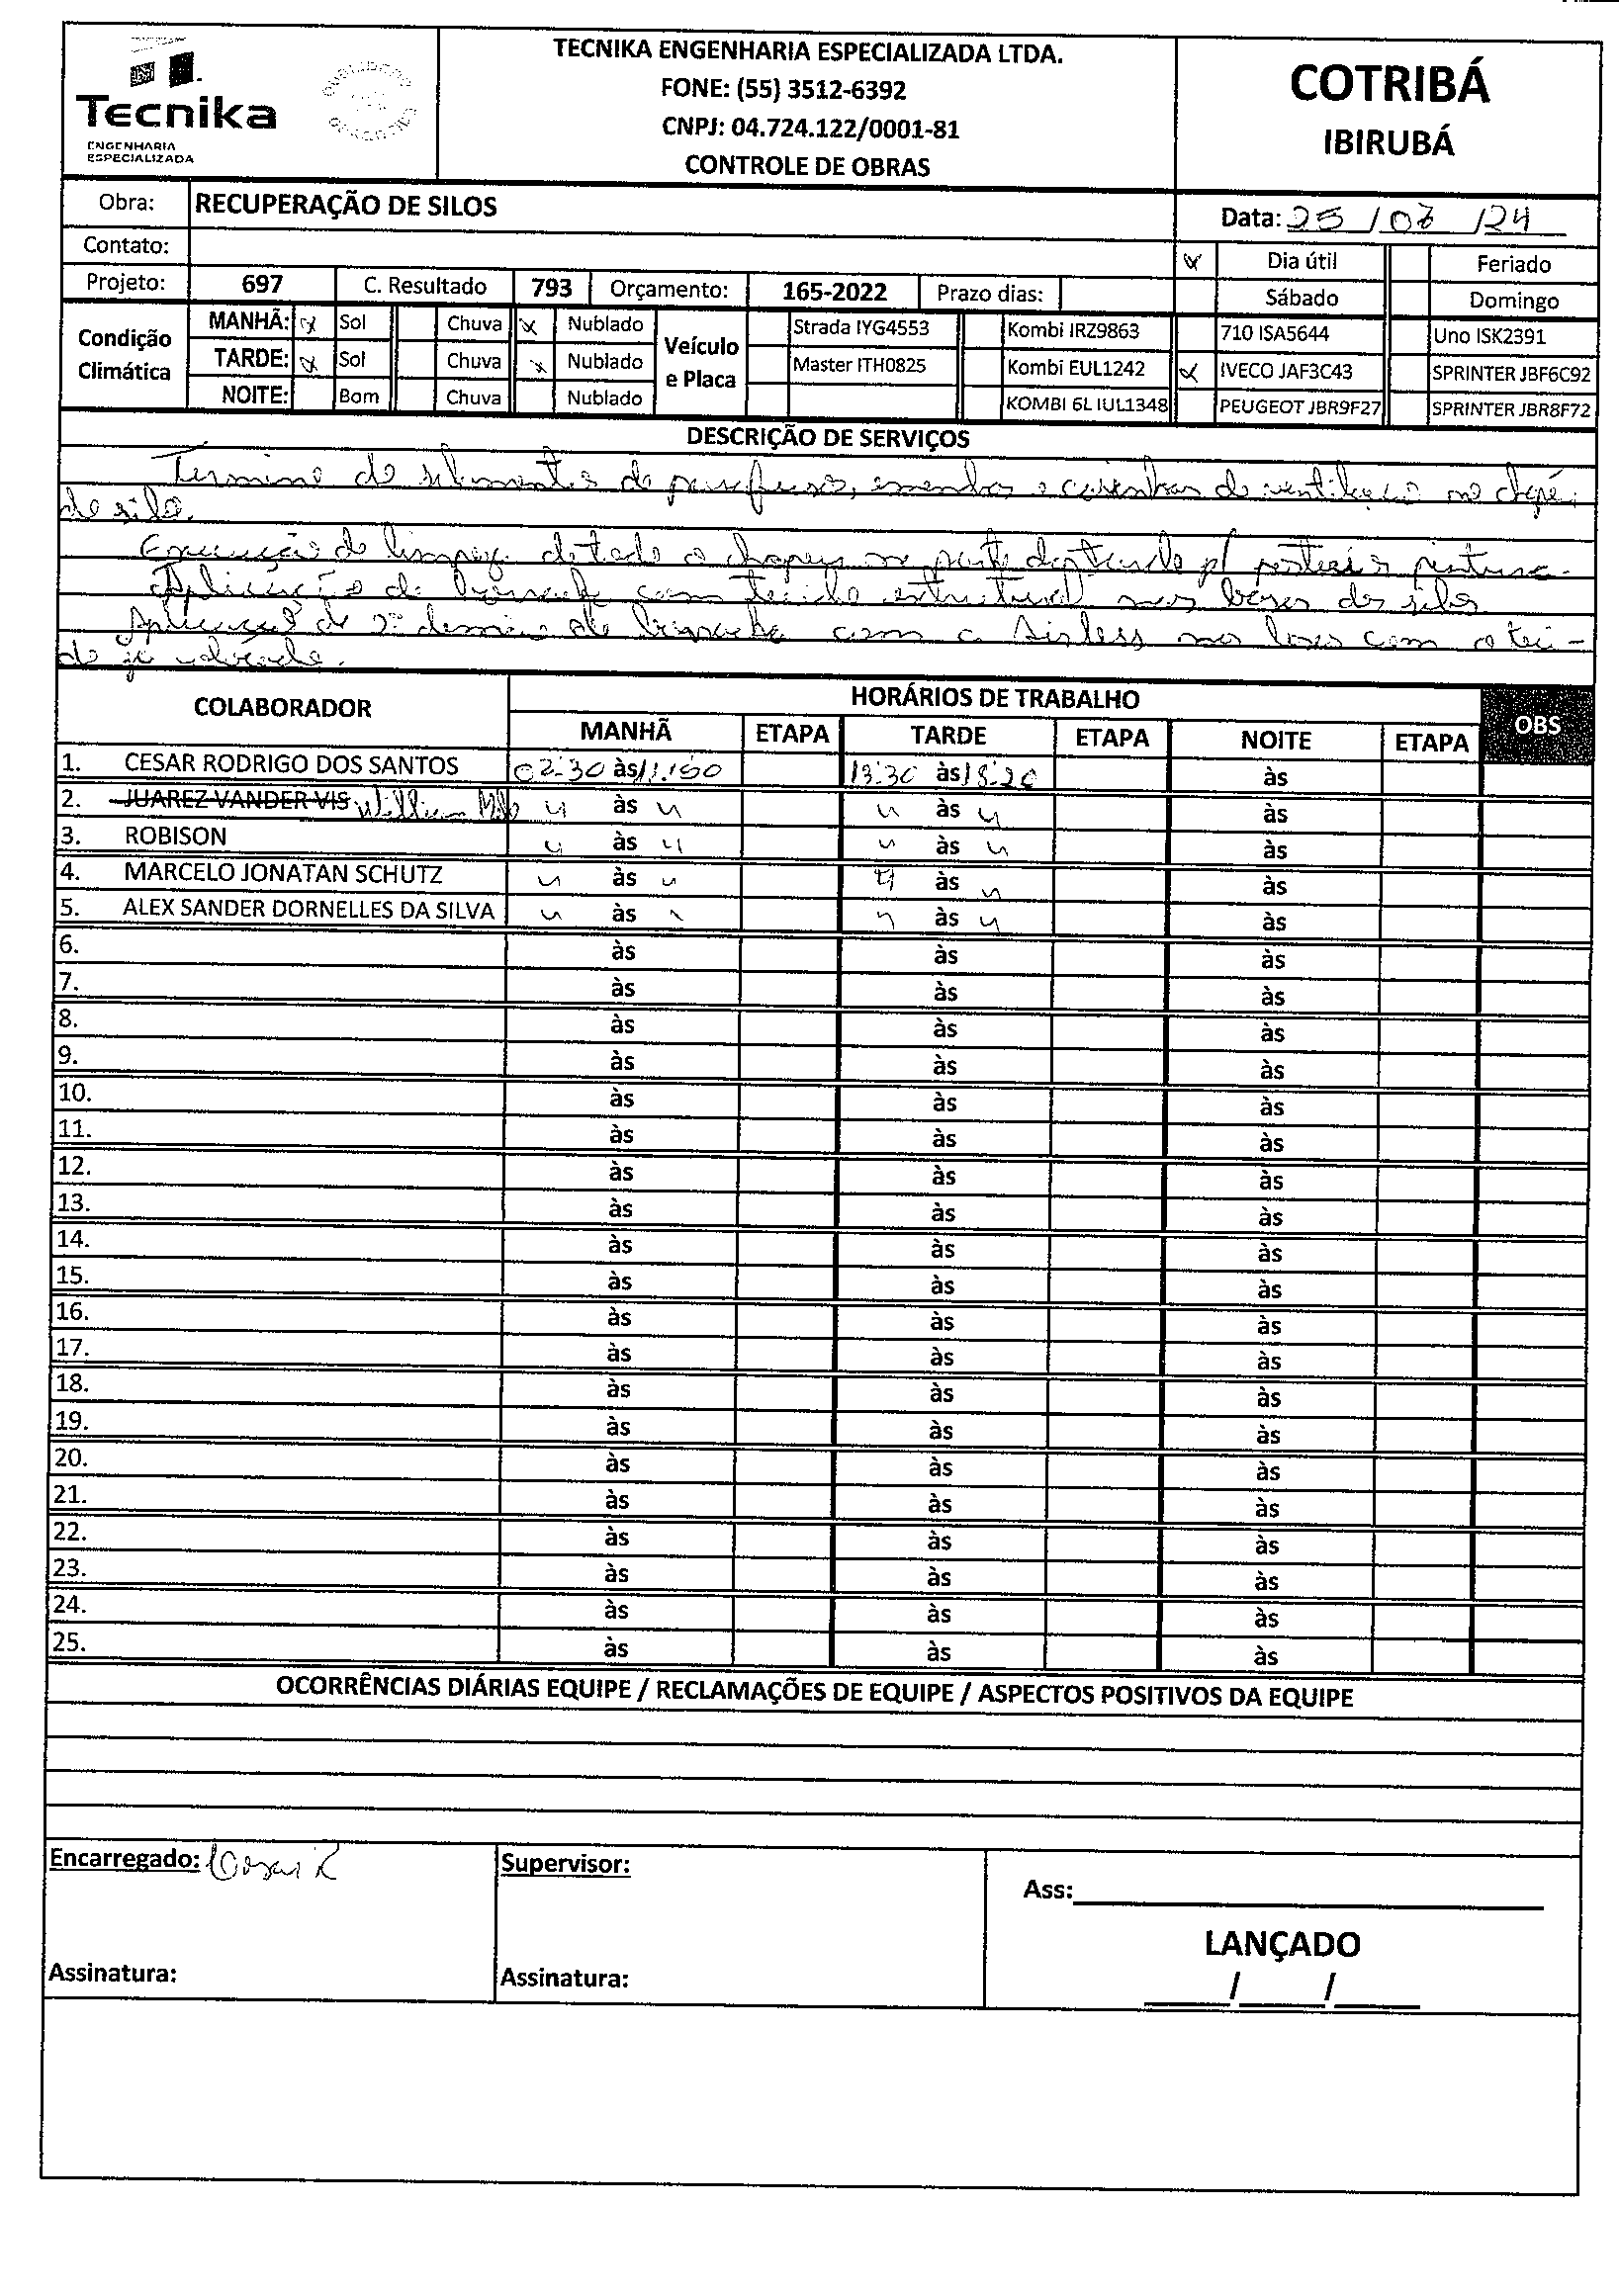 Tecnika
ENGENHARIA
ESPECIALIZADA
TECNIKA ENGENHARIA ESPECIALIZADA LTDA.
FONE: (55) 3512-6392
CNPJ: 04.724.122/0001-81
CONTROLE DE OBRAS
COTRIBÁ
IBIRUBÁ
Obra: RECUPERAÇÃO DE SILOS
Data: 25 / 07 / 24
Contato:
x Dia útil Feriado
Projeto: 697 C. Resultado 793 Orçamento: 165-2022 Prazo dias:
Sábado Domingo
Condição Climática
MANHÃ: x Sol Chuva x Nublado
TARDE: x Sol Chuva x Nublado
NOITE: Bom Chuva Nublado
Veículo e Placa
Strada IYG4553 Kombi IRZ9863 710 ISA5644 Uno ISK2391
Master ITH0825 Kombi EUL1242 x IVECO JAF3C43 SPRINTER JBF6C92
KOMBI 6L IUL1348 PEUGEOT JBR9F27 SPRINTER JBR8F72
DESCRIÇÃO DE SERVIÇOS
Termino de de parafusos, emendas e de ventilação no chapéu
de silo.
Execução de limpeza de todo o chapeu na parte p/ posterior pintura.
Aplicação de borracha com tecido estrutural nas bases dos silos
Aplicação de 2ª demão de borracha com o Airless nas bases com o teci-
do já colocado.
COLABORADOR HORÁRIOS DE TRABALHO OBS
MANHÃ ETAPA TARDE ETAPA NOITE ETAPA
1. CESAR RODRIGO DOS SANTOS 07:30 às 13:30 às 18:20 às
2. JUAREZ VANDER VIS William " às " " às " às
3. ROBISON " às " " às " às
4. MARCELO JONATAN SCHUTZ " às " " às " às
5. ALEX SANDER DORNELLES DA SILVA " às " " às " às
6. às às às
7. às às às
8. às às às
9. às às às
10. às às às
11. às às às
12. às às às
13. às às às
14. às às às
15. às às às
16. às às às
17. às às às
18. às às às
19. às às às
20. às às às
21. às às às
22. às às às
23. às às às
24. às às às
25. às às às
OCORRÊNCIAS DIÁRIAS EQUIPE / RECLAMAÇÕES DE EQUIPE / ASPECTOS POSITIVOS DA EQUIPE
Encarregado: Cesar R
Supervisor:
Ass:
LANÇADO
Assinatura:
Assinatura:
/ /